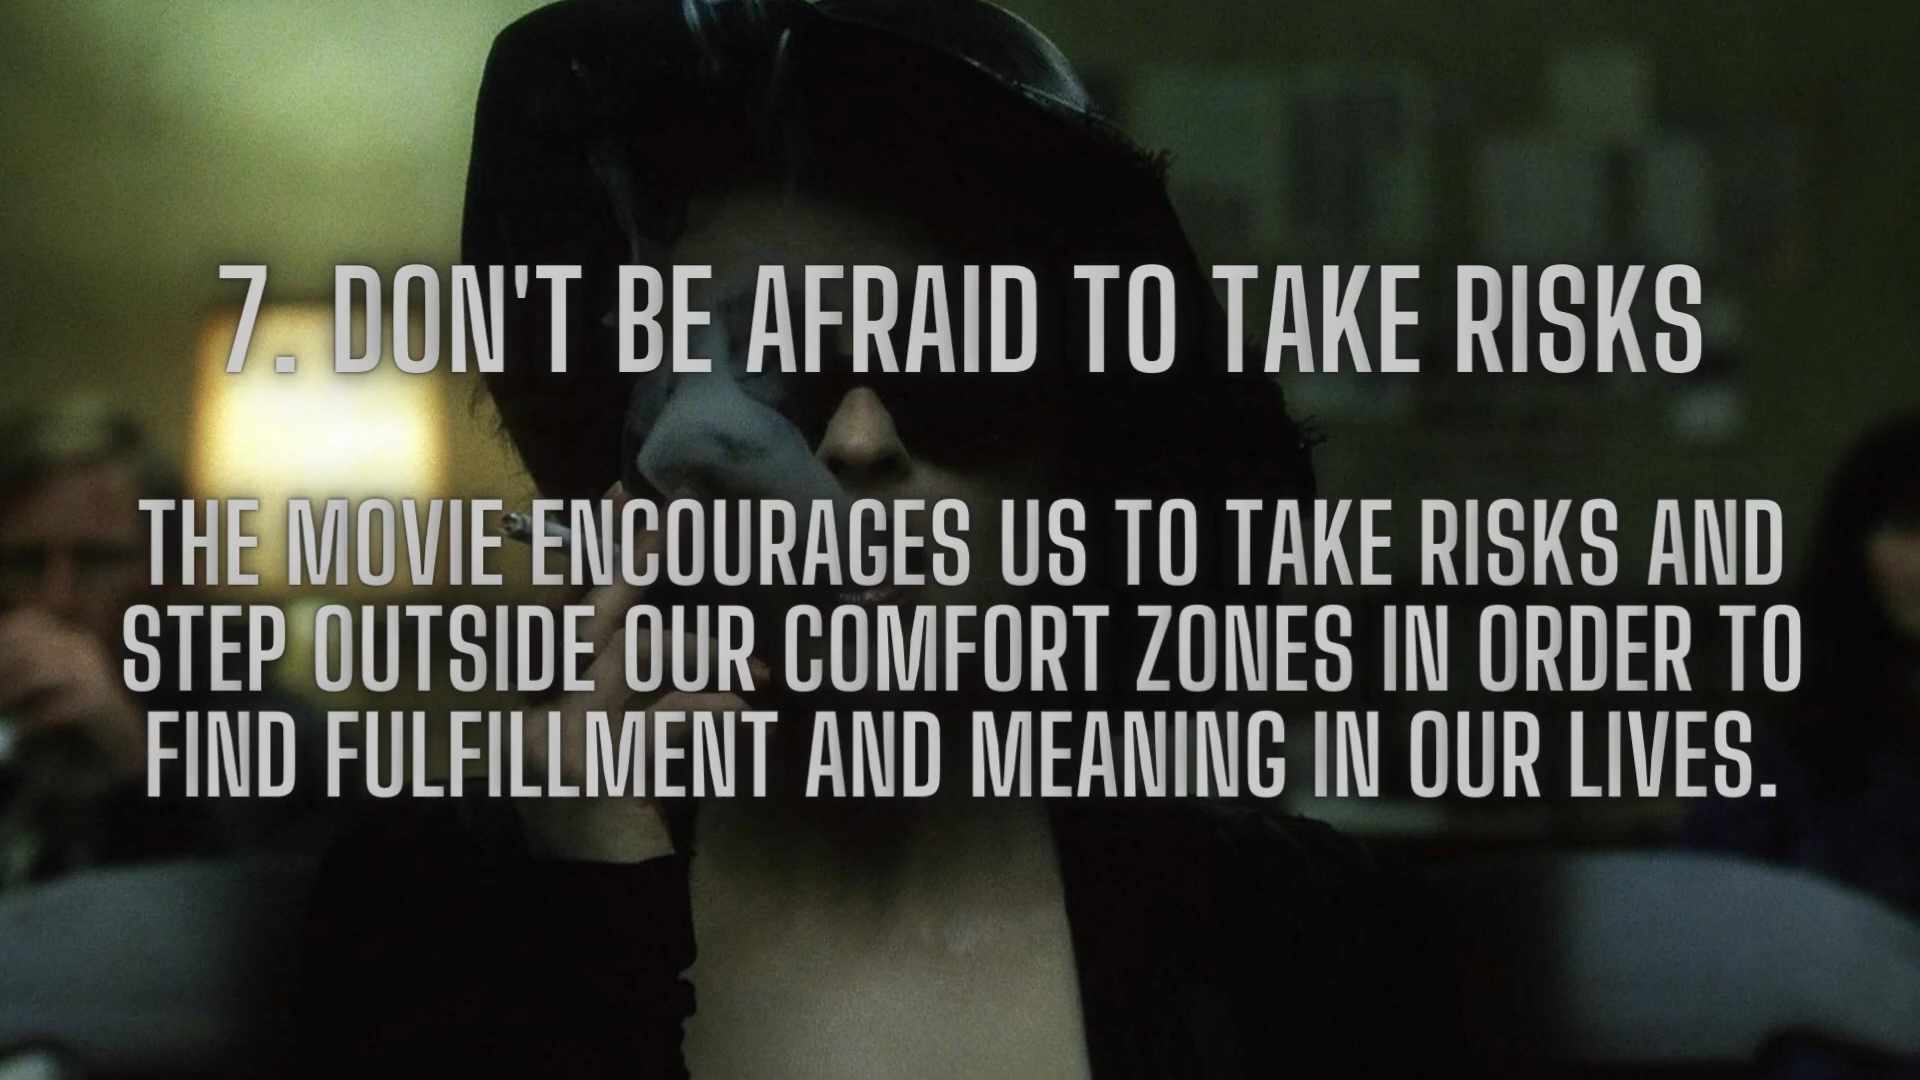 7. DON'T BE AFRAID TO TAKE RISKS
THE MOVIE ENCOURAGES US TO TAKE RISKS AND
STEP OUTSIDE OUR COMFORT ZONES IN ORDER TO
FIND FULFILLMENT AND MEANING IN OUR LIVES.